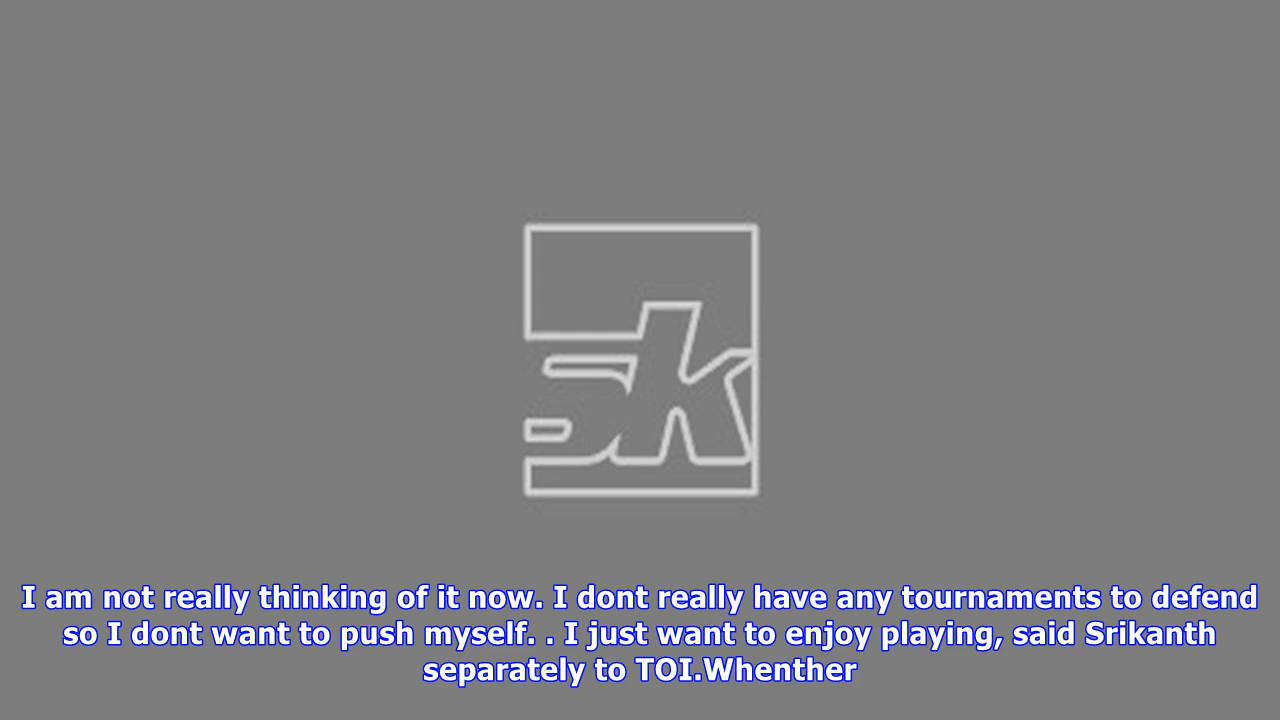 sk
I am not really thinking of it now. I dont really have any tournaments to defend
so I dont want to push myself. . I just want to enjoy playing, said Srikanth
separately to TOI.Whenther